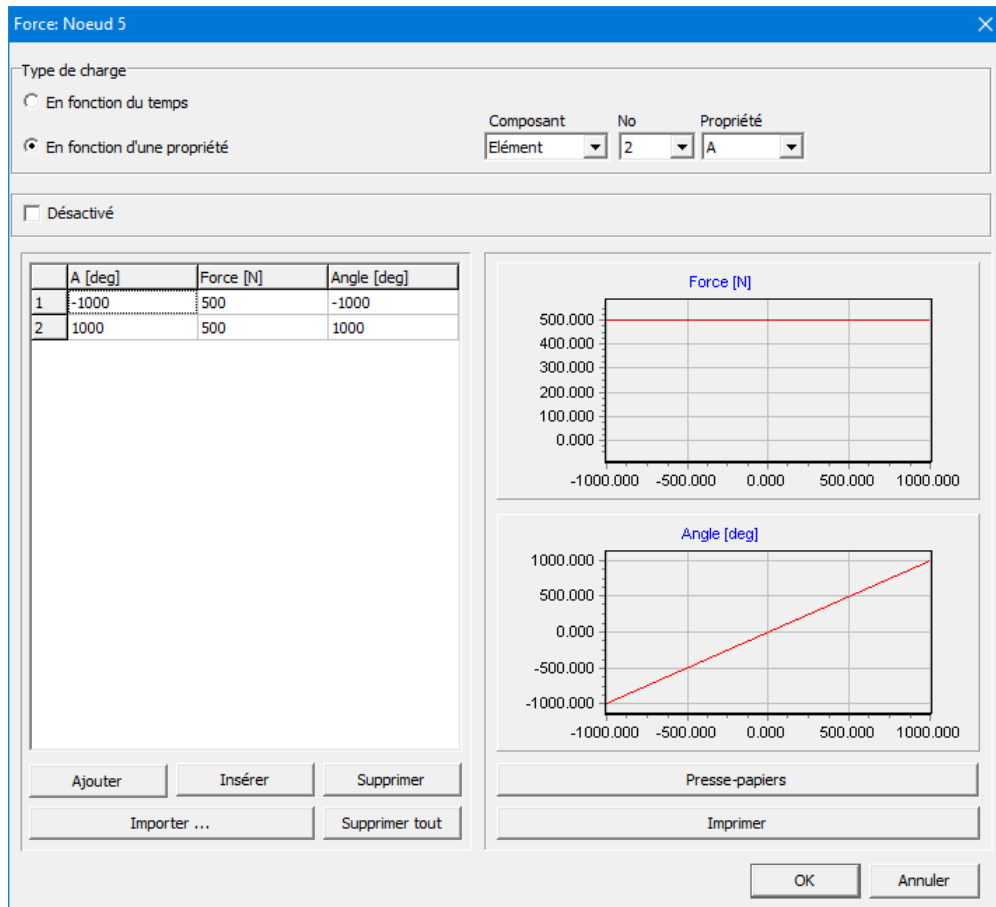 Force: Noeud 5
Type de charge
En fonction du temps
Composant No Propriété
En fonction d'une propriété Elément 2 A
Désactivé
A [deg] Force [N] Angle [deg]
1 -1000 500 -1000
2 1000 500 1000
Force [N]
500.000
400.000
300.000
200.000
100.000
0.000
-1000.000 -500.000 0.000 500.000 1000.000
Angle [deg]
1000.000
500.000
0.000
-500.000
-1000.000
-1000.000 -500.000 0.000 500.000 1000.000
Ajouter Insérer Supprimer
Importer ... Supprimer tout
Presse-papiers
Imprimer
OK Annuler